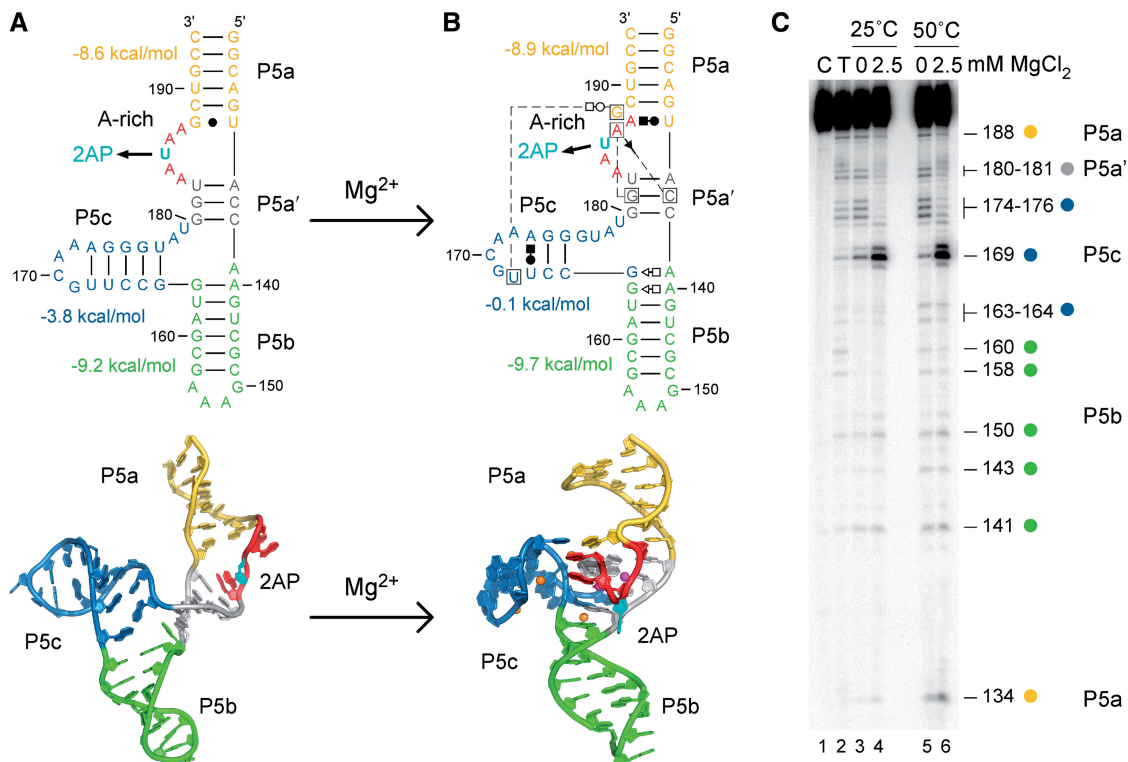 A
B
C
3' 5'
-8.6 kcal/mol
C G
C G
G C
U A
190
C G
G U
P5a
A-rich
A
A
U
A
A
2AP
U A
G C
G C
P5a'
180
P5c
A A A G G G U A U
170
C G U U C C G
A
140
G A
U G
A U
G C
C G
G C
A G
A A
160
150
P5b
-3.8 kcal/mol
-9.2 kcal/mol
Mg2+
3' 5'
-8.9 kcal/mol
C G
C G
G C
U A
190
C G
A U
P5a
G
A
A-rich
U
A
A
2AP
U A
G C
G C
P5a'
180
P5c
A A A G G G U A U
170
C G U U C C
G A
140
G A
U G
A U
G C
C G
G C
A G
A A
160
150
P5b
-0.1 kcal/mol
-9.7 kcal/mol
P5a
2AP
P5c
P5b
Mg2+
P5a
2AP
P5c
P5b
25°C 50°C
C T 0 2.5 0 2.5 mM MgCl2
188 P5a
180-181 P5a'
174-176
169 P5c
163-164
160
158
150 P5b
143
141
134 P5a
1 2 3 4 5 6